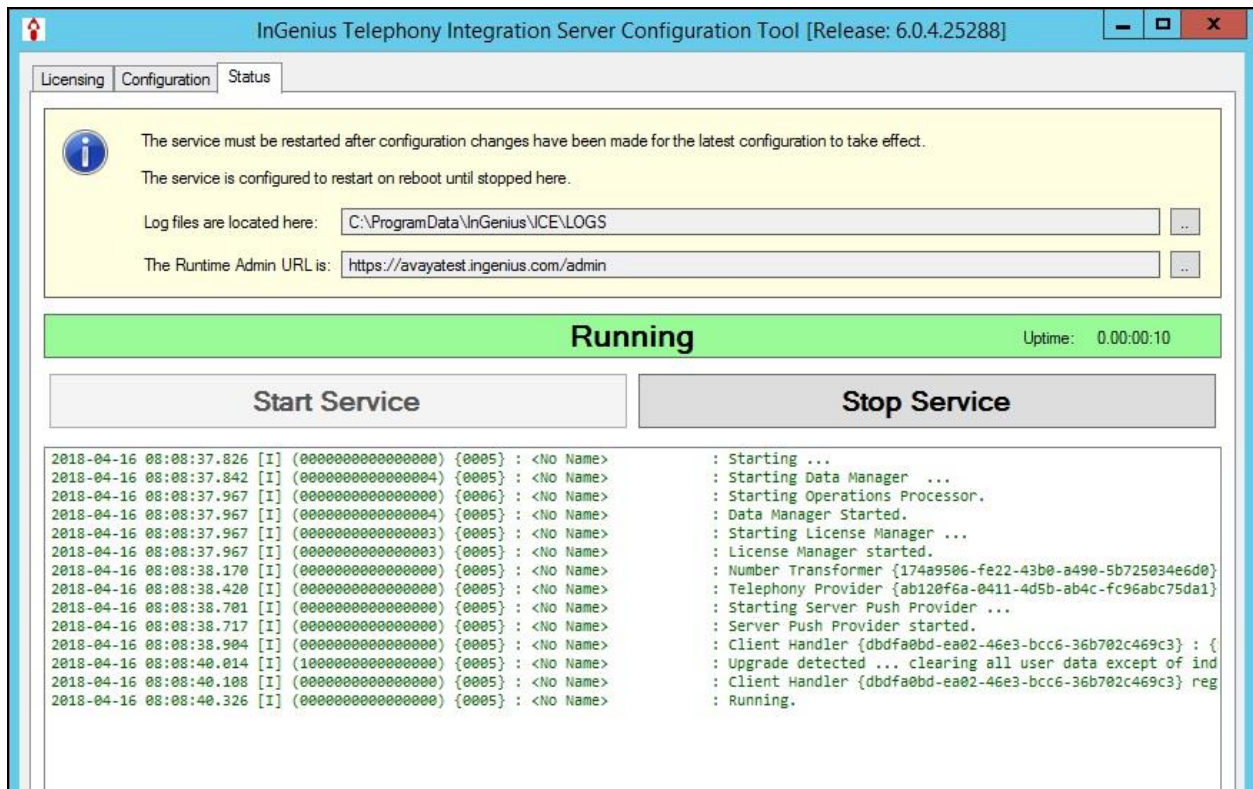 InGenius Telephony Integration Server Configuration Tool [Release: 6.0.4.25288]
Licensing Configuration Status
The service must be restarted after configuration changes have been made for the latest configuration to take effect.
The service is configured to restart on reboot until stopped here.
Log files are located here: C:\ProgramData\InGenius\ICE\LOGS ..
The Runtime Admin URL is: https://avayatest.ingenius.com/admin ..
Running Uptime: 0.00:00:10
Start Service Stop Service
2018-04-16 08:08:37.826 [I] (0000000000000000) {0005} : <No Name> : Starting ...
2018-04-16 08:08:37.842 [I] (0000000000000004) {0005} : <No Name> : Starting Data Manager ...
2018-04-16 08:08:37.967 [I] (0000000000000000) {0006} : <No Name> : Starting Operations Processor.
2018-04-16 08:08:37.967 [I] (0000000000000004) {0005} : <No Name> : Data Manager Started.
2018-04-16 08:08:37.967 [I] (0000000000000003) {0005} : <No Name> : Starting License Manager ...
2018-04-16 08:08:37.967 [I] (0000000000000003) {0005} : <No Name> : License Manager started.
2018-04-16 08:08:38.170 [I] (0000000000000000) {0005} : <No Name> : Number Transformer {174a9506-fe22-43b0-a490-5b725034e6d0}
2018-04-16 08:08:38.420 [I] (0000000000000000) {0005} : <No Name> : Telephony Provider {ab120f6a-0411-4d5b-ab4c-fc96abc75da1}
2018-04-16 08:08:38.701 [I] (0000000000000000) {0005} : <No Name> : Starting Server Push Provider ...
2018-04-16 08:08:38.717 [I] (0000000000000000) {0005} : <No Name> : Server Push Provider started.
2018-04-16 08:08:38.904 [I] (0000000000000000) {0005} : <No Name> : Client Handler {dbdfa0bd-ea02-46e3-bcc6-36b702c469c3} : {
2018-04-16 08:08:40.014 [I] (1000000000000000) {0005} : <No Name> : Upgrade detected ... clearing all user data except of ind
2018-04-16 08:08:40.108 [I] (0000000000000000) {0005} : <No Name> : Client Handler {dbdfa0bd-ea02-46e3-bcc6-36b702c469c3} reg
2018-04-16 08:08:40.326 [I] (0000000000000000) {0005} : <No Name> : Running.